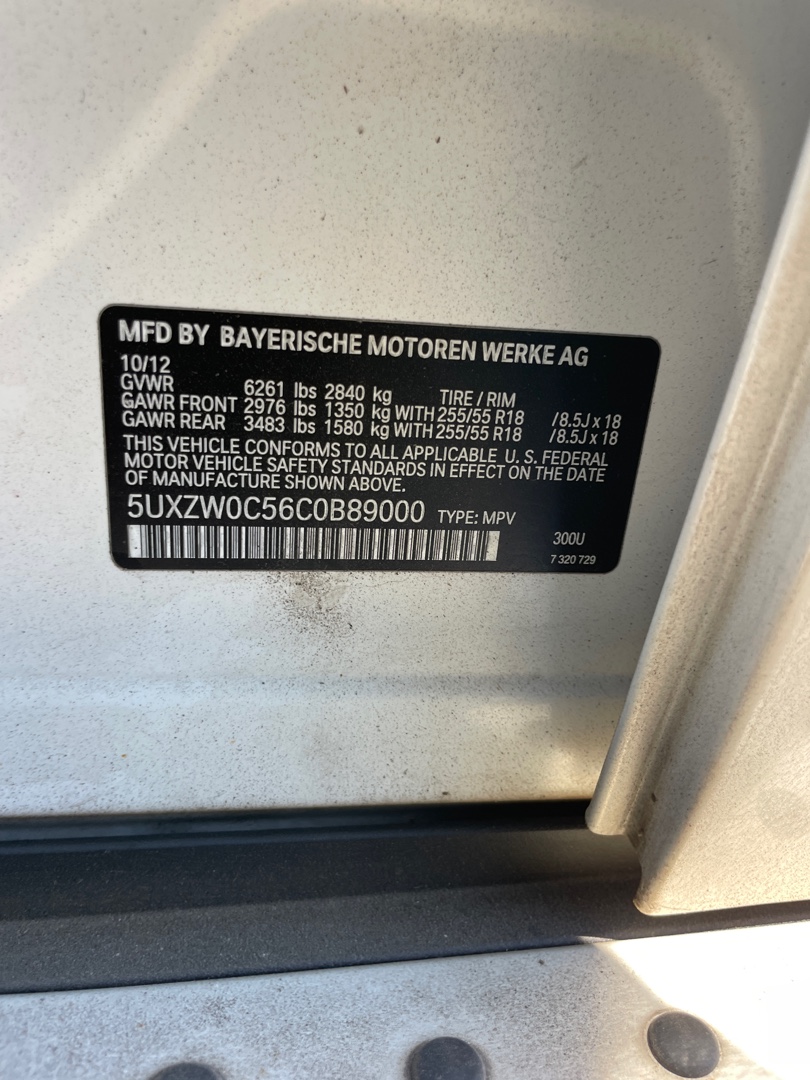 MFD BY BAYERISCHE MOTOREN WERKE AG
10/12
GVWR 6261 lbs 2840 kg TIRE / RIM
GAWR FRONT 2976 lbs 1350 kg WITH 255/55 R18 /8.5J x 18
GAWR REAR 3483 lbs 1580 kg WITH 255/55 R18 /8.5J x 18
THIS VEHICLE CONFORMS TO ALL APPLICABLE U. S. FEDERAL
MOTOR VEHICLE SAFETY STANDARDS IN EFFECT ON THE DATE
OF MANUFACTURE SHOWN ABOVE.
5UXZW0C56C0B89000 TYPE: MPV
300U
7 320 729